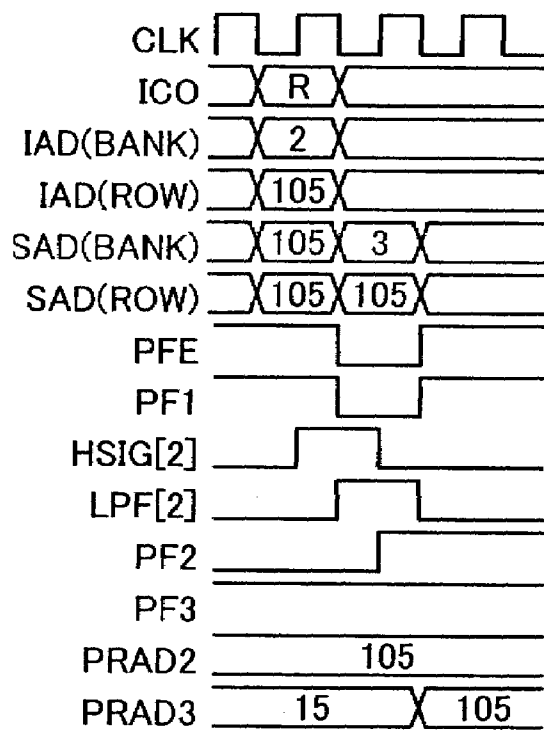 CLK
ICO R
IAD(BANK) 2
IAD(ROW) 105
SAD(BANK) 105 3
SAD(ROW) 105 105
PFE
PF1
HSIG[2]
LPF[2]
PF2
PF3
PRAD2 105
PRAD3 15 105